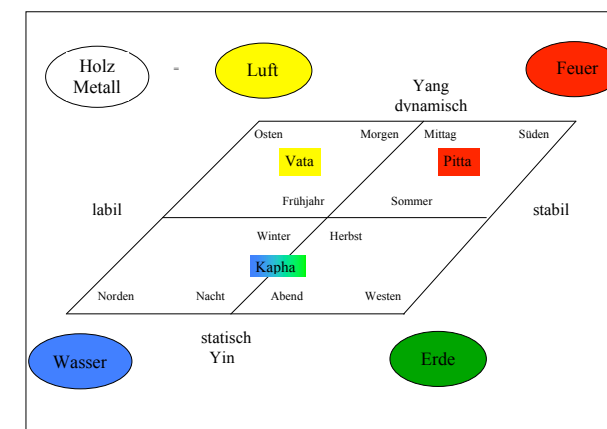 Holz
Metall
=
Luft
Feuer
Yang
dynamisch
Osten
Morgen
Mittag
Süden
Vata
Pitta
labil
Frühjahr
Sommer
stabil
Winter
Herbst
Kapha
Norden
Nacht
Abend
Westen
statisch
Yin
Wasser
Erde